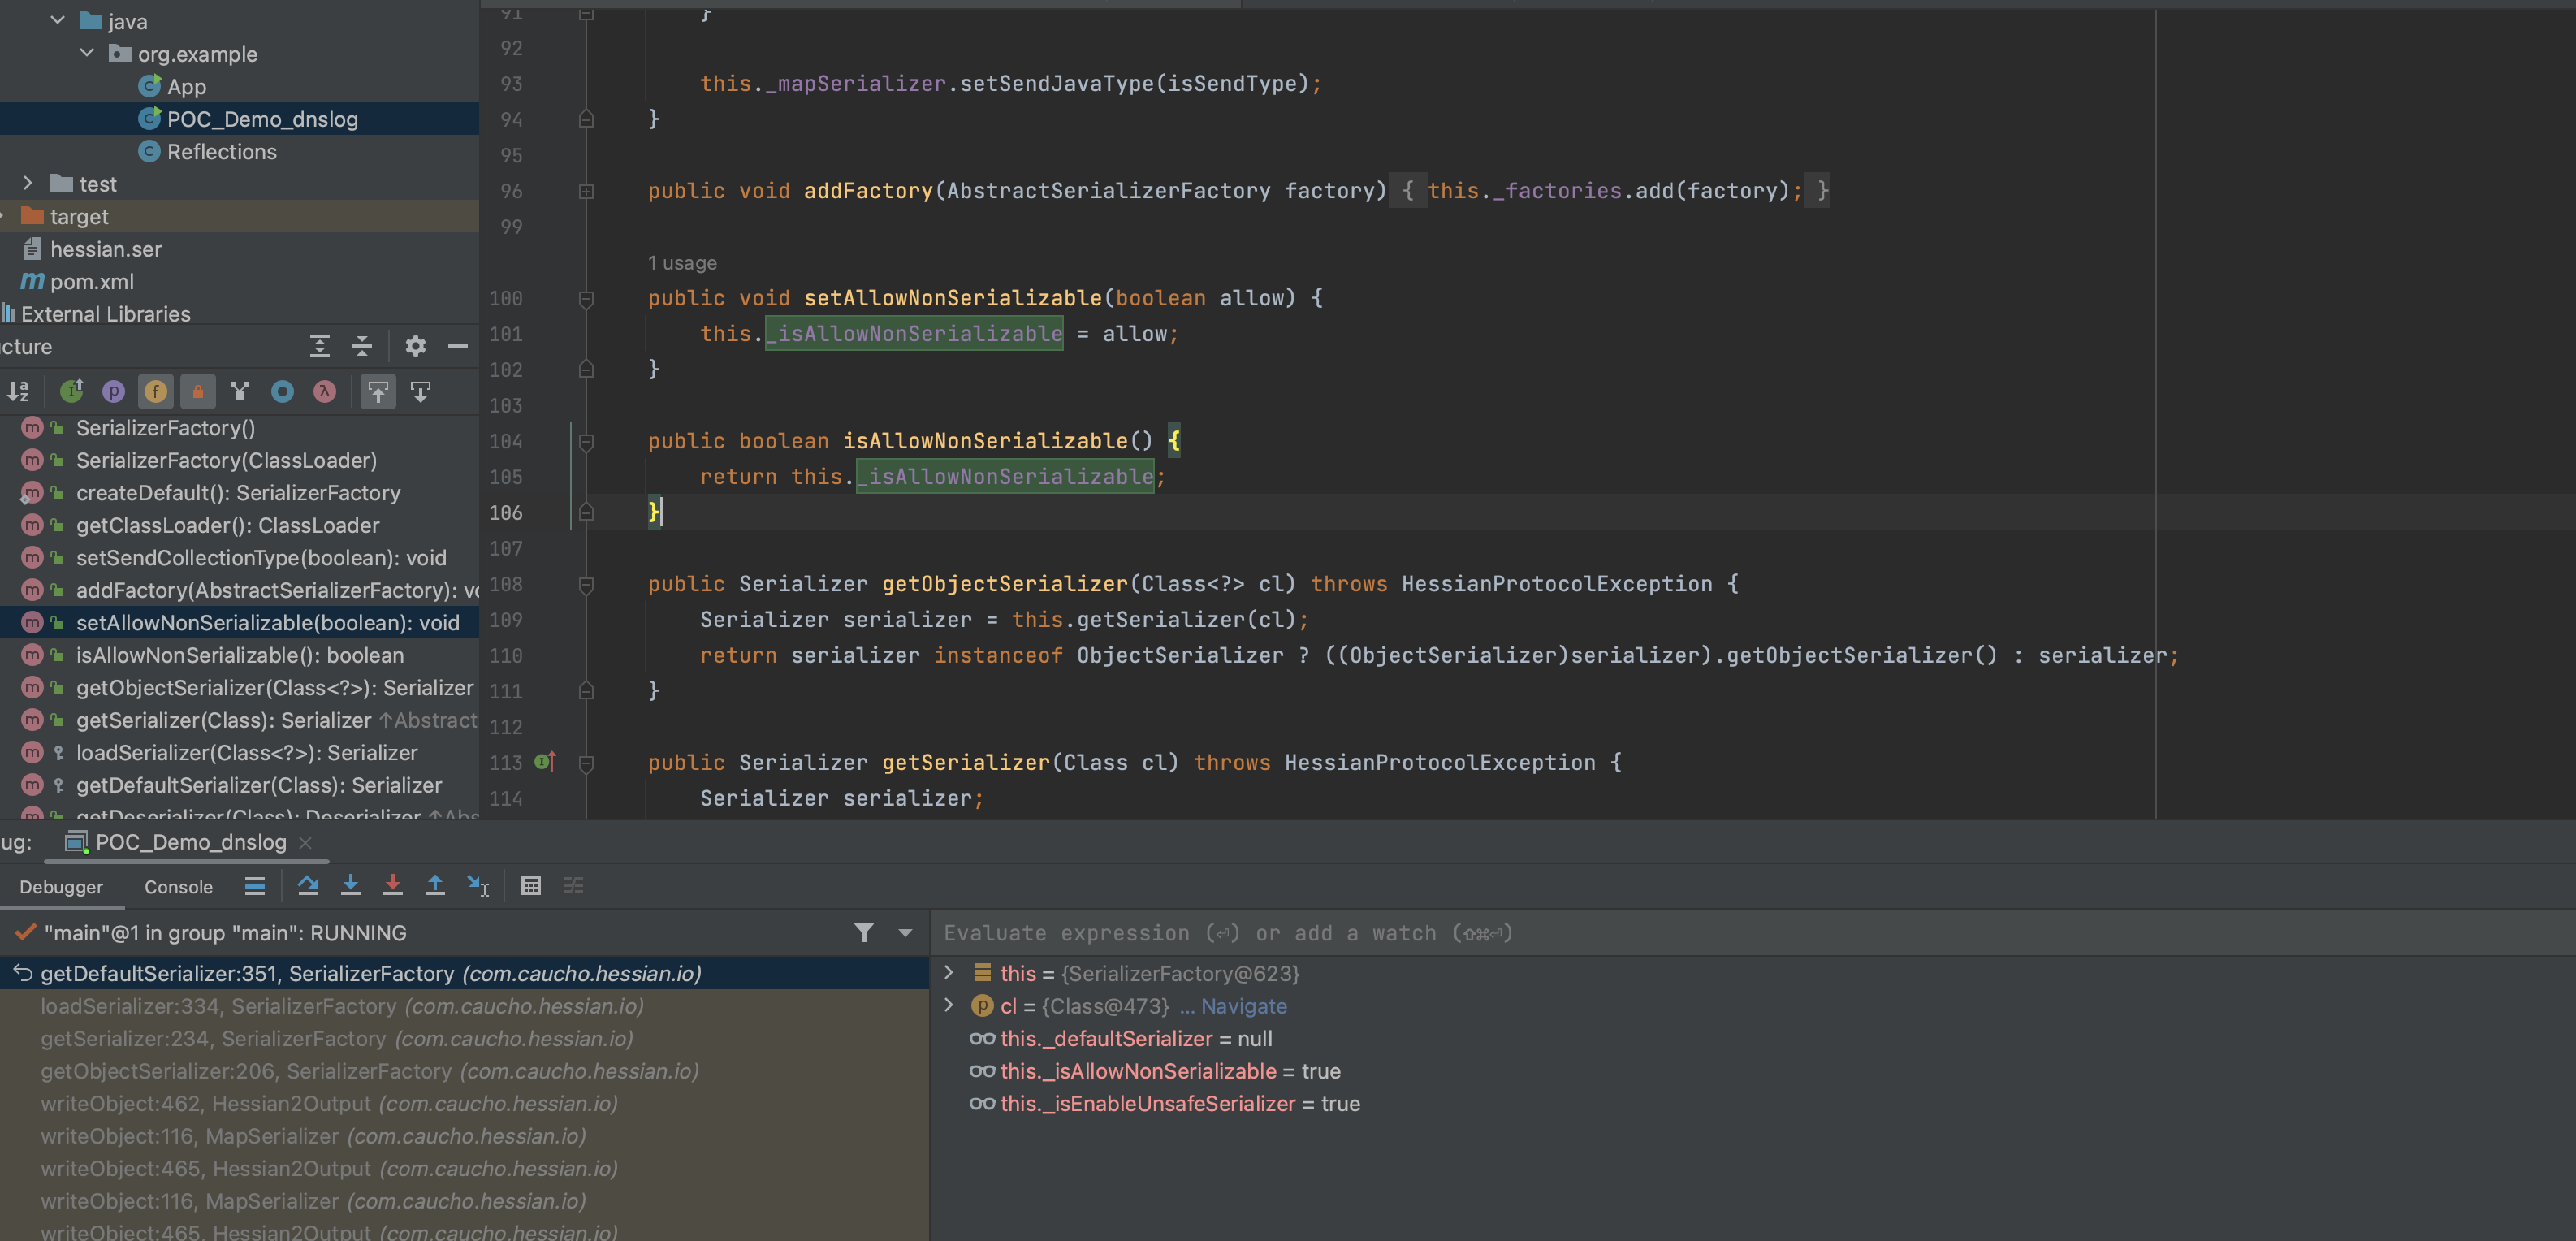 java
org.example
App
POC_Demo_dnslog
Reflections
test
target
hessian.ser
pom.xml
External Libraries
cture
SerializerFactory()
SerializerFactory(ClassLoader)
createDefault(): SerializerFactory
getClassLoader(): ClassLoader
setSendCollectionType(boolean): void
addFactory(AbstractSerializerFactory): vo
setAllowNonSerializable(boolean): void
isAllowNonSerializable(): boolean
getObjectSerializer(Class<?>): Serializer
getSerializer(Class): Serializer ↑Abstract
loadSerializer(Class<?>): Serializer
getDefaultSerializer(Class): Serializer
getDeserializer(Class): Deserializer ↑Abs
91 }
92
93 this._mapSerializer.setSendJavaType(isSendType);
94 }
95
96 public void addFactory(AbstractSerializerFactory factory) { this._factories.add(factory); }
99
1 usage
100 public void setAllowNonSerializable(boolean allow) {
101 this._isAllowNonSerializable = allow;
102 }
103
104 public boolean isAllowNonSerializable() {
105 return this._isAllowNonSerializable;
106 }
107
108 public Serializer getObjectSerializer(Class<?> cl) throws HessianProtocolException {
109 Serializer serializer = this.getSerializer(cl);
110 return serializer instanceof ObjectSerializer ? ((ObjectSerializer)serializer).getObjectSerializer() : serializer;
111 }
112
113 public Serializer getSerializer(Class cl) throws HessianProtocolException {
114 Serializer serializer;
ug: POC_Demo_dnslog
Debugger Console
"main"@1 in group "main": RUNNING
getDefaultSerializer:351, SerializerFactory (com.caucho.hessian.io)
loadSerializer:334, SerializerFactory (com.caucho.hessian.io)
getSerializer:234, SerializerFactory (com.caucho.hessian.io)
getObjectSerializer:206, SerializerFactory (com.caucho.hessian.io)
writeObject:462, Hessian2Output (com.caucho.hessian.io)
writeObject:116, MapSerializer (com.caucho.hessian.io)
writeObject:465, Hessian2Output (com.caucho.hessian.io)
writeObject:116, MapSerializer (com.caucho.hessian.io)
writeObject:465, Hessian2Output (com.caucho.hessian.io)
Evaluate expression (⏎) or add a watch (⇧⌘⏎)
this = {SerializerFactory@623}
cl = {Class@473} ... Navigate
this._defaultSerializer = null
this._isAllowNonSerializable = true
this._isEnableUnsafeSerializer = true